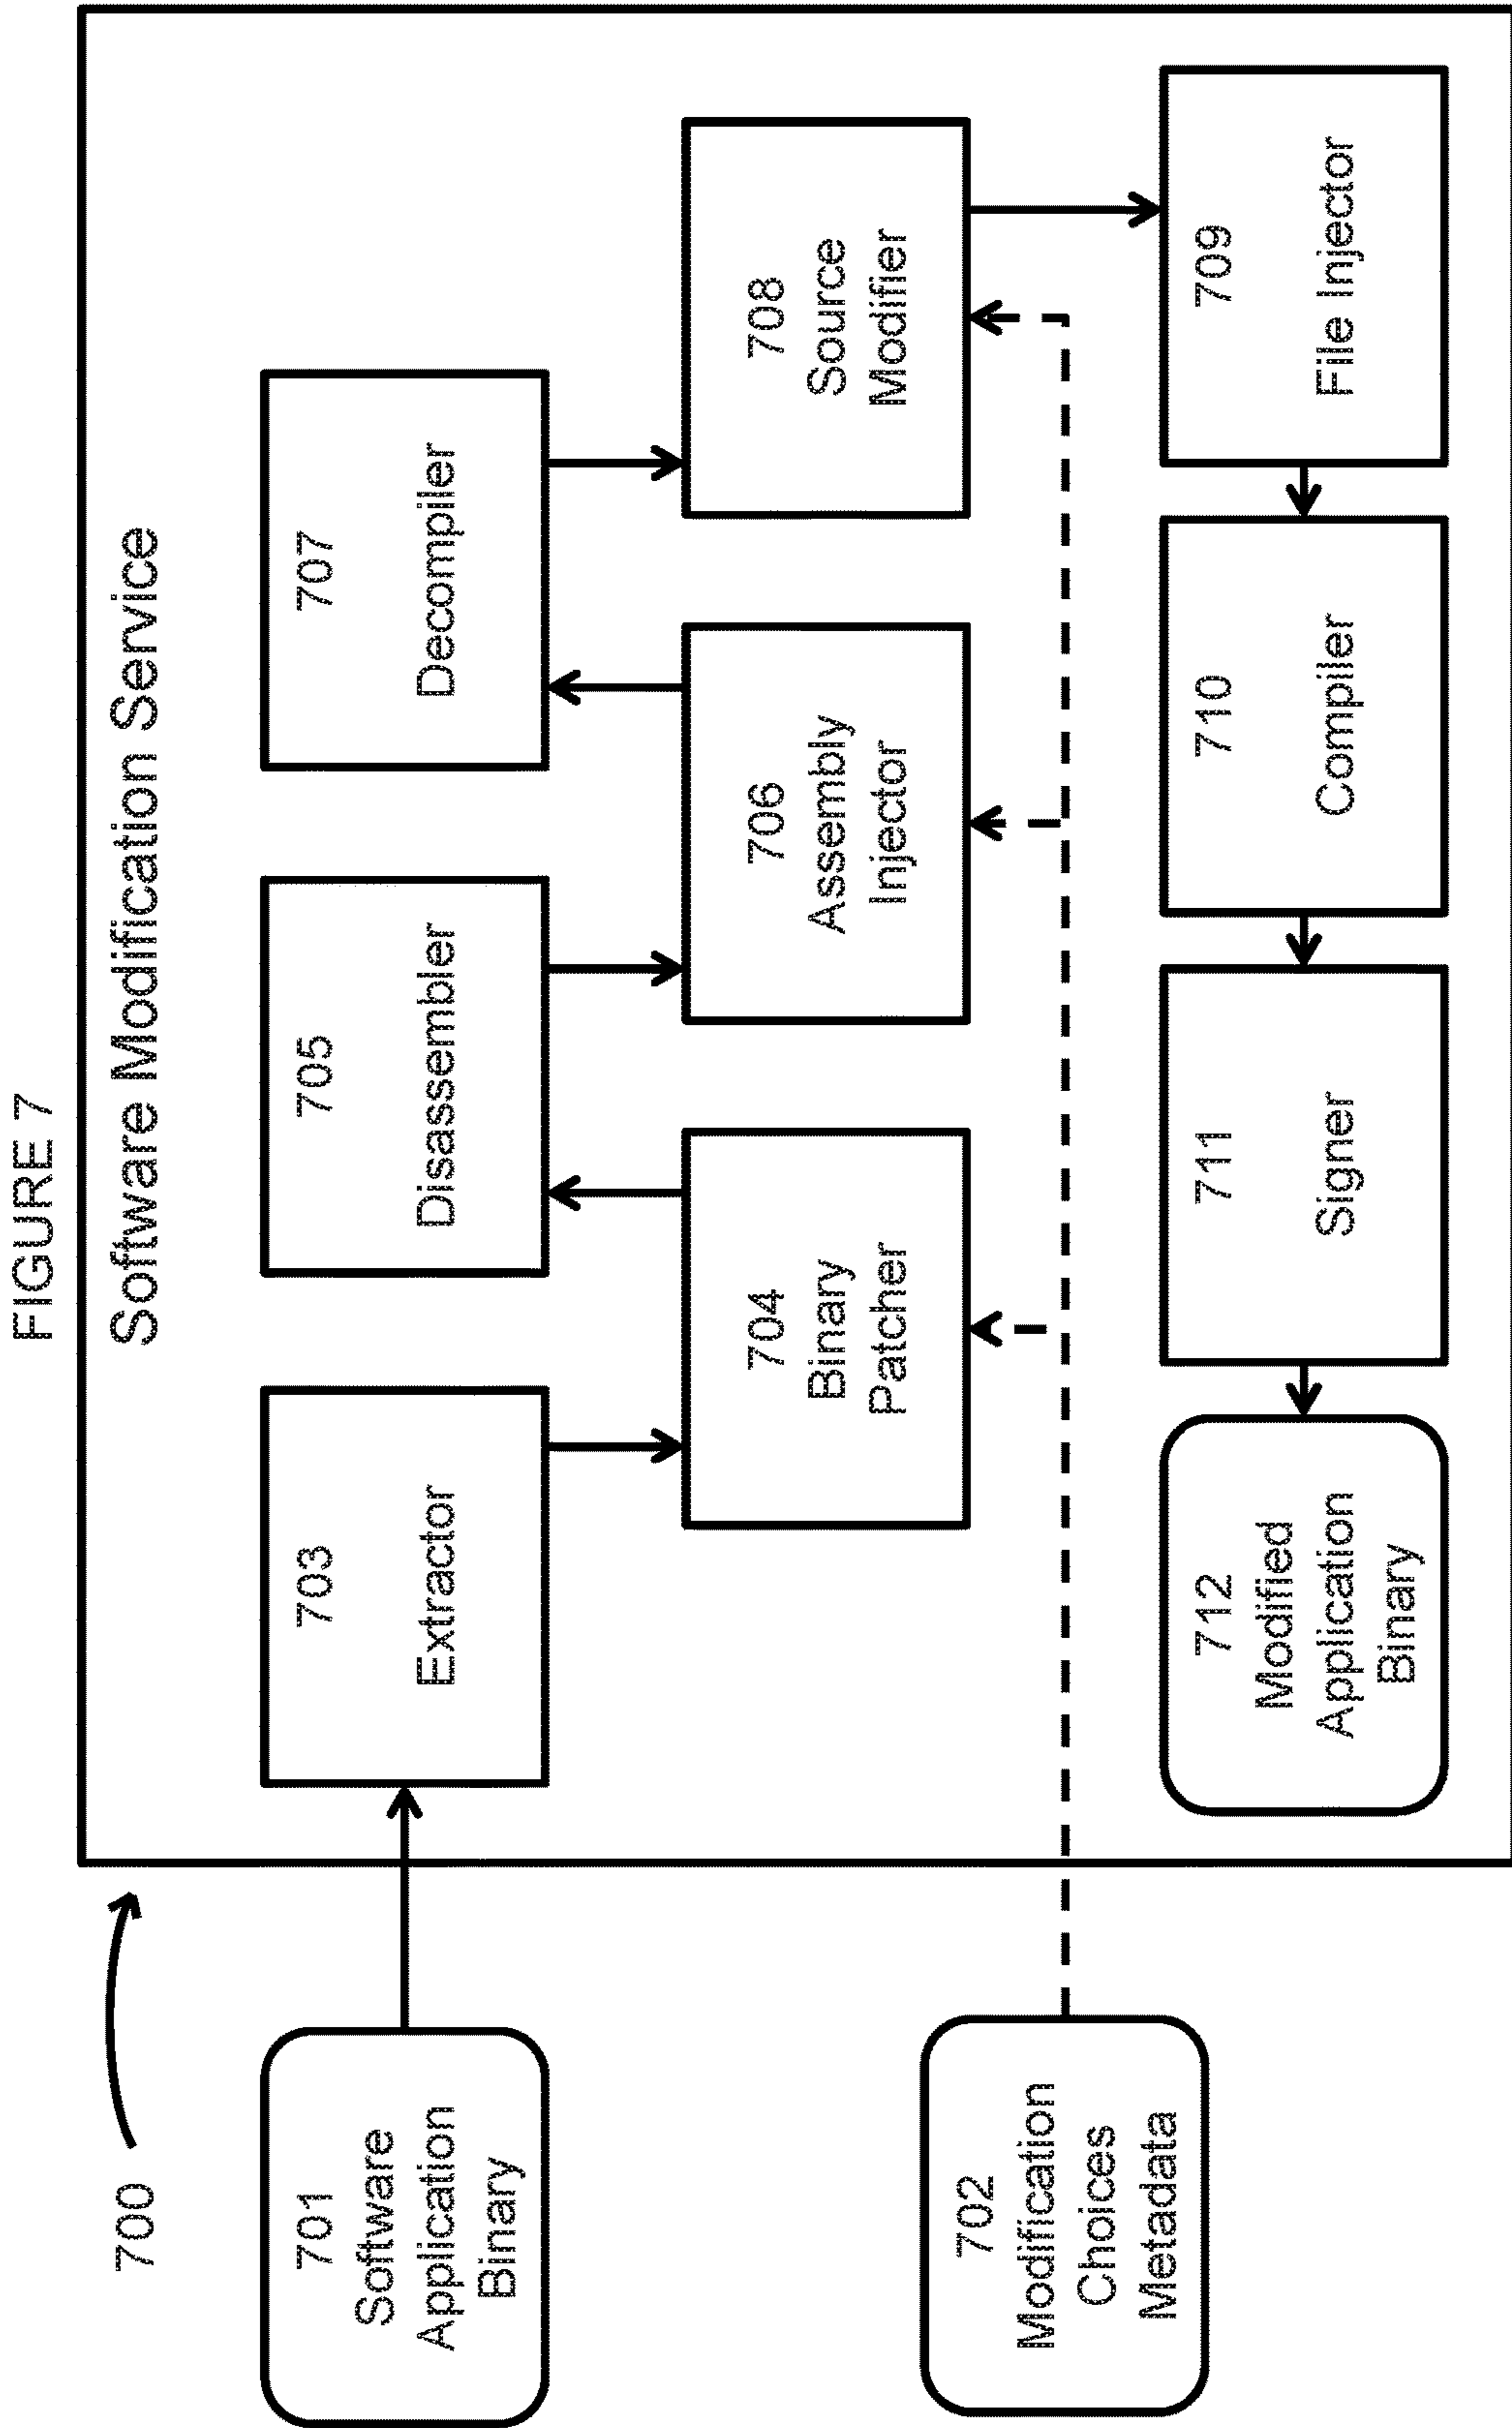 FIGURE 7
700
Software Modification Service
701
Software
Application
Binary
703
Extractor
705
Disassembler
707
Decompiler
702
Modification
Choices
Metadata
704
Binary
Patcher
706
Assembly
Injector
708
Source
Modifier
712
Modified
Application
Binary
711
Signer
710
Compiler
709
File Injector